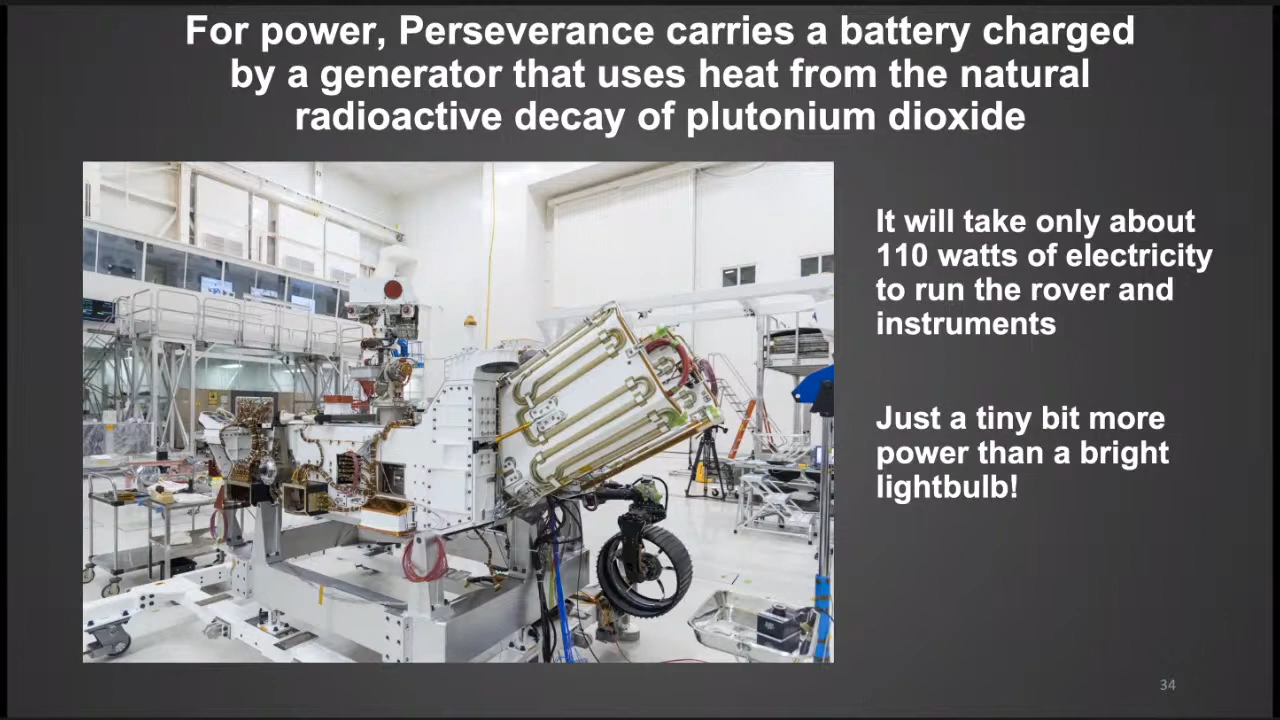 For power, Perseverance carries a battery charged
by a generator that uses heat from the natural
radioactive decay of plutonium dioxide
It will take only about
110 watts of electricity
to run the rover and
instruments
Just a tiny bit more
power than a bright
lightbulb!
34